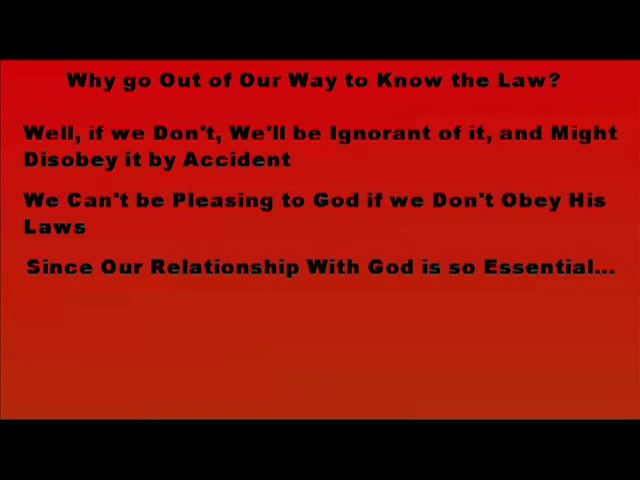 Why go Out of Our Way to Know the Law?
Well, if we Don't, We'll be Ignorant of it, and Might
Disobey it by Accident
We Can't be Pleasing to God if we Don't Obey His
Laws
Since Our Relationship With God is so Essential...